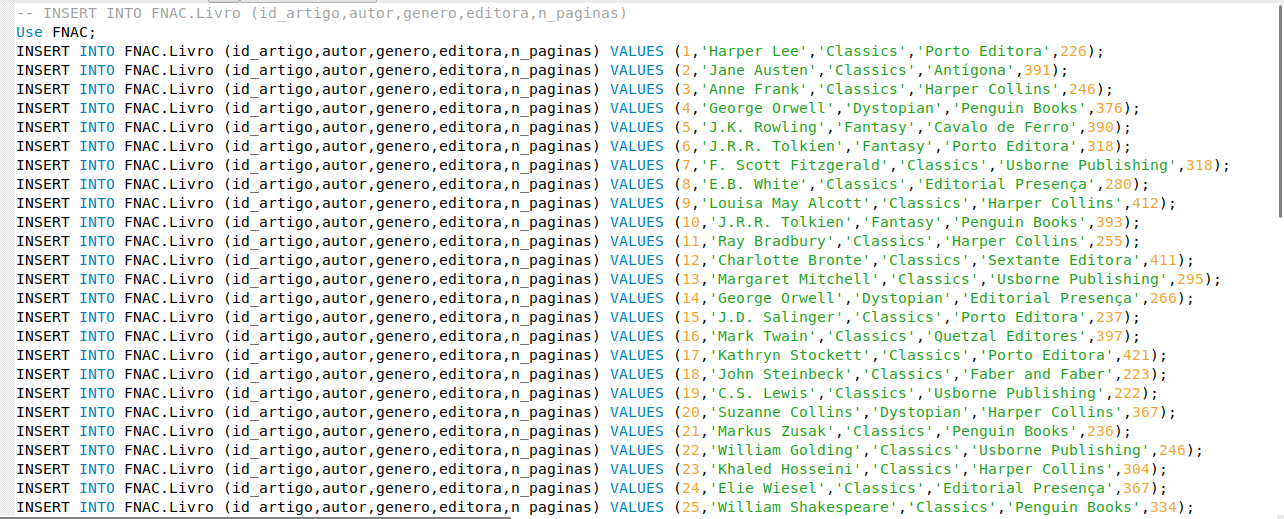 -- INSERT INTO FNAC.Livro (id_artigo,autor,genero,editora,n_paginas)
Use FNAC;
INSERT INTO FNAC.Livro (id_artigo,autor,genero,editora,n_paginas) VALUES (1,'Harper Lee','Classics','Porto Editora',226);
INSERT INTO FNAC.Livro (id_artigo,autor,genero,editora,n_paginas) VALUES (2,'Jane Austen','Classics','Antígona',391);
INSERT INTO FNAC.Livro (id_artigo,autor,genero,editora,n_paginas) VALUES (3,'Anne Frank','Classics','Harper Collins',246);
INSERT INTO FNAC.Livro (id_artigo,autor,genero,editora,n_paginas) VALUES (4,'George Orwell','Dystopian','Penguin Books',376);
INSERT INTO FNAC.Livro (id_artigo,autor,genero,editora,n_paginas) VALUES (5,'J.K. Rowling','Fantasy','Cavalo de Ferro',390);
INSERT INTO FNAC.Livro (id_artigo,autor,genero,editora,n_paginas) VALUES (6,'J.R.R. Tolkien','Fantasy','Porto Editora',318);
INSERT INTO FNAC.Livro (id_artigo,autor,genero,editora,n_paginas) VALUES (7,'F. Scott Fitzgerald','Classics','Usborne Publishing',318);
INSERT INTO FNAC.Livro (id_artigo,autor,genero,editora,n_paginas) VALUES (8,'E.B. White','Classics','Editorial Presença',280);
INSERT INTO FNAC.Livro (id_artigo,autor,genero,editora,n_paginas) VALUES (9,'Louisa May Alcott','Classics','Harper Collins',412);
INSERT INTO FNAC.Livro (id_artigo,autor,genero,editora,n_paginas) VALUES (10,'J.R.R. Tolkien','Fantasy','Penguin Books',393);
INSERT INTO FNAC.Livro (id_artigo,autor,genero,editora,n_paginas) VALUES (11,'Ray Bradbury','Classics','Harper Collins',255);
INSERT INTO FNAC.Livro (id_artigo,autor,genero,editora,n_paginas) VALUES (12,'Charlotte Bronte','Classics','Sextante Editora',411);
INSERT INTO FNAC.Livro (id_artigo,autor,genero,editora,n_paginas) VALUES (13,'Margaret Mitchell','Classics','Usborne Publishing',295);
INSERT INTO FNAC.Livro (id_artigo,autor,genero,editora,n_paginas) VALUES (14,'George Orwell','Dystopian','Editorial Presença',266);
INSERT INTO FNAC.Livro (id_artigo,autor,genero,editora,n_paginas) VALUES (15,'J.D. Salinger','Classics','Porto Editora',237);
INSERT INTO FNAC.Livro (id_artigo,autor,genero,editora,n_paginas) VALUES (16,'Mark Twain','Classics','Quetzal Editores',397);
INSERT INTO FNAC.Livro (id_artigo,autor,genero,editora,n_paginas) VALUES (17,'Kathryn Stockett','Classics','Porto Editora',421);
INSERT INTO FNAC.Livro (id_artigo,autor,genero,editora,n_paginas) VALUES (18,'John Steinbeck','Classics','Faber and Faber',223);
INSERT INTO FNAC.Livro (id_artigo,autor,genero,editora,n_paginas) VALUES (19,'C.S. Lewis','Classics','Usborne Publishing',222);
INSERT INTO FNAC.Livro (id_artigo,autor,genero,editora,n_paginas) VALUES (20,'Suzanne Collins','Dystopian','Harper Collins',367);
INSERT INTO FNAC.Livro (id_artigo,autor,genero,editora,n_paginas) VALUES (21,'Markus Zusak','Classics','Penguin Books',236);
INSERT INTO FNAC.Livro (id_artigo,autor,genero,editora,n_paginas) VALUES (22,'William Golding','Classics','Usborne Publishing',246);
INSERT INTO FNAC.Livro (id_artigo,autor,genero,editora,n_paginas) VALUES (23,'Khaled Hosseini','Classics','Harper Collins',304);
INSERT INTO FNAC.Livro (id_artigo,autor,genero,editora,n_paginas) VALUES (24,'Elie Wiesel','Classics','Editorial Presença',367);
INSERT INTO FNAC.Livro (id_artigo,autor,genero,editora,n_paginas) VALUES (25,'William Shakespeare','Classics','Penguin Books',334);